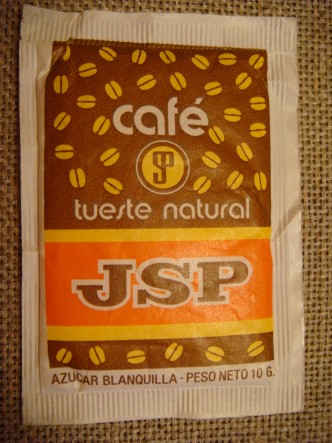 café
JSP
tueste natural
JSP
AZUCAR BLANQUILLA - PESO NETO 10 G.